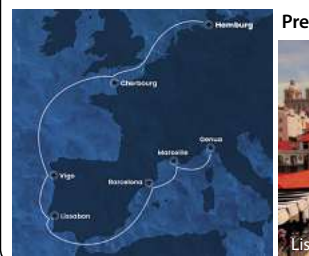 Hamburg
Pre
Cherbourg
Marseille
Genua
Vigo
Barcelona
Lissabon
Lis